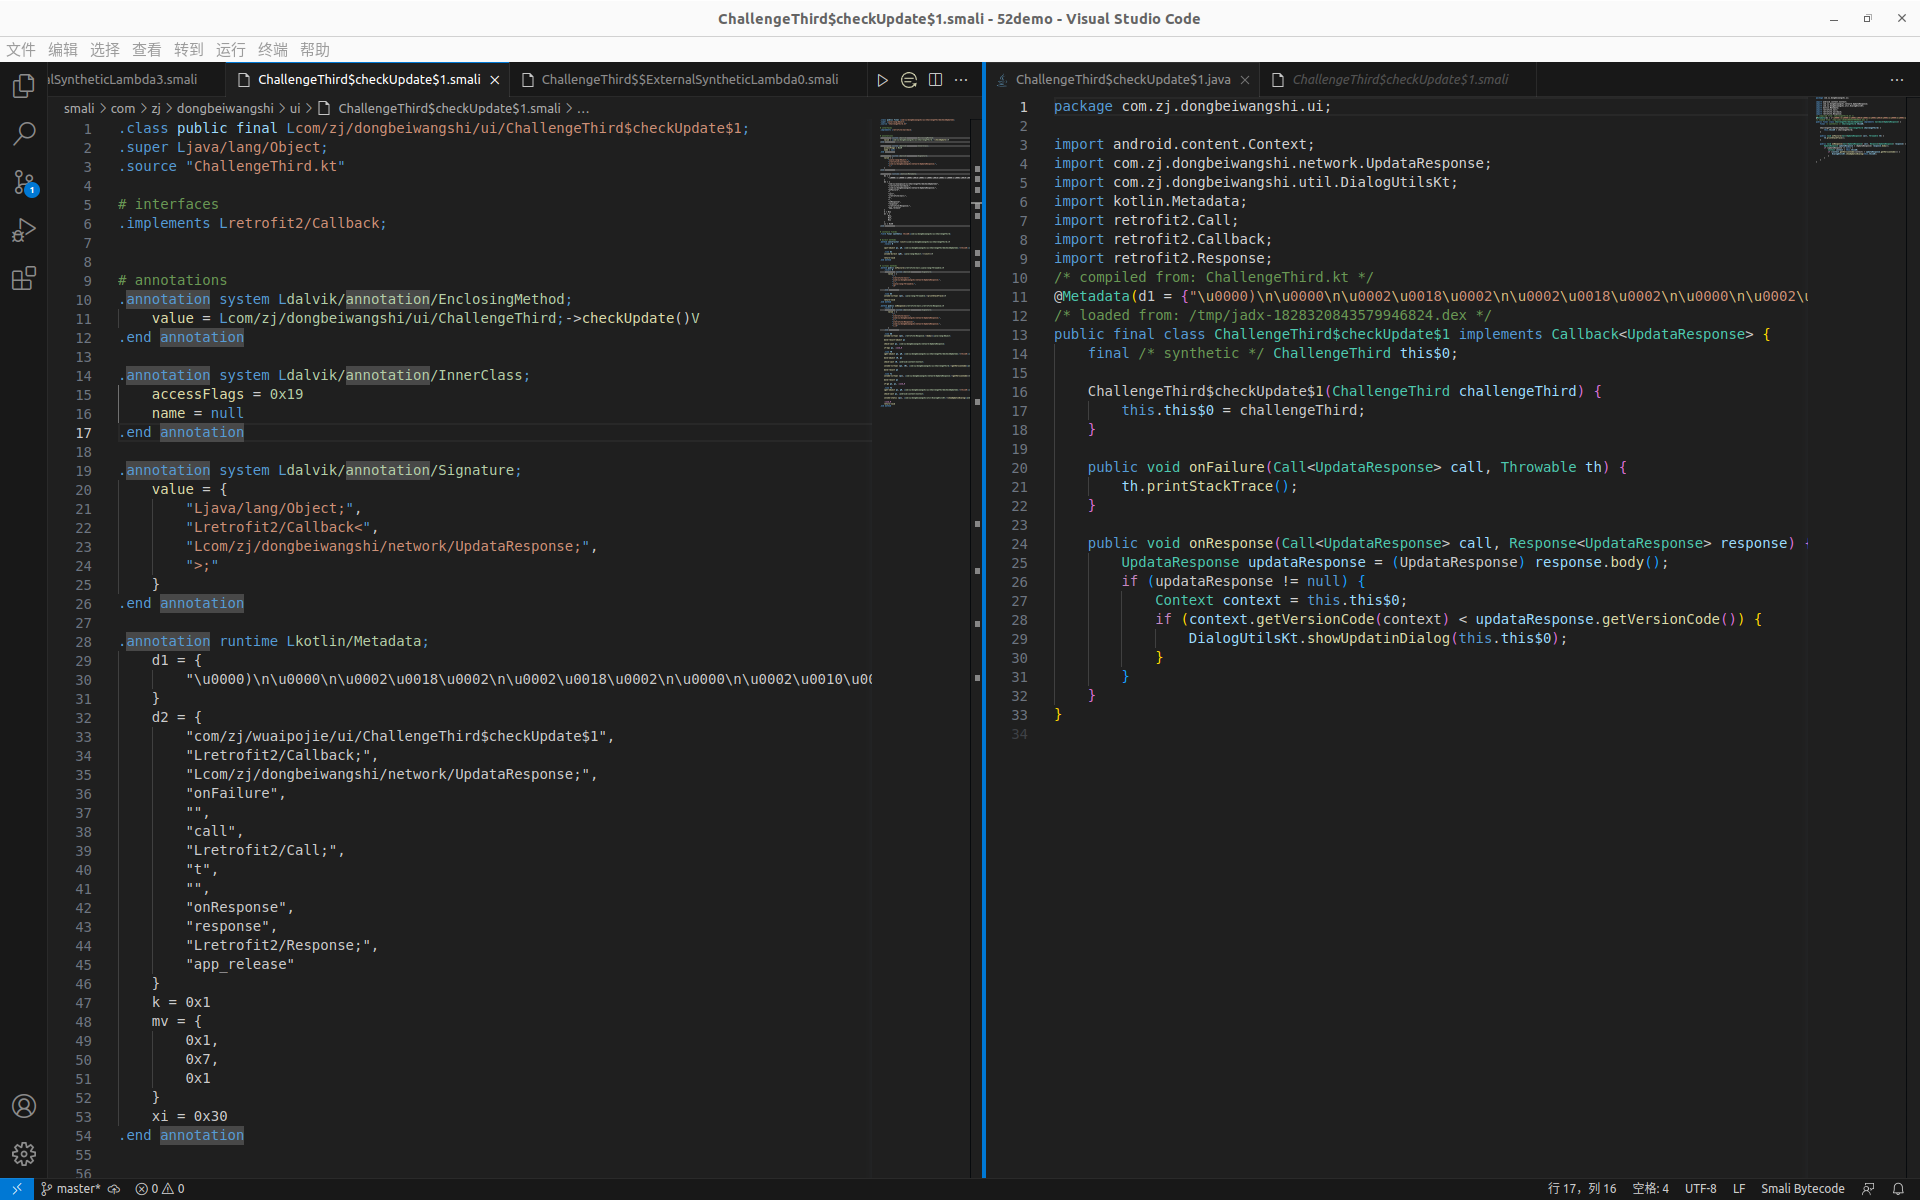 ChallengeThird$checkUpdate$1.smali - 52demo - Visual Studio Code
文件 编辑 选择 查看 转到 运行 终端 帮助
alSyntheticLambda3.smali
ChallengeThird$checkUpdate$1.smali
ChallengeThird$$ExternalSyntheticLambda0.smali
smali > com > zj > dongbeiwangshi > ui > ChallengeThird$checkUpdate$1.smali > ...
1 .class public final Lcom/zj/dongbeiwangshi/ui/ChallengeThird$checkUpdate$1;
2 .super Ljava/lang/Object;
3 .source "ChallengeThird.kt"
4
5 # interfaces
6 .implements Lretrofit2/Callback;
7
8
9 # annotations
10 .annotation system Ldalvik/annotation/EnclosingMethod;
11     value = Lcom/zj/dongbeiwangshi/ui/ChallengeThird;->checkUpdate()V
12 .end annotation
13
14 .annotation system Ldalvik/annotation/InnerClass;
15     accessFlags = 0x19
16     name = null
17 .end annotation
18
19 .annotation system Ldalvik/annotation/Signature;
20     value = {
21         "Ljava/lang/Object;",
22         "Lretrofit2/Callback<",
23         "Lcom/zj/dongbeiwangshi/network/UpdataResponse;",
24         ">;"
25     }
26 .end annotation
27
28 .annotation runtime Lkotlin/Metadata;
29     d1 = {
30         "\u0000)\n\u0000\n\u0002\u0018\u0002\n\u0002\u0018\u0002\n\u0000\n\u0002\u0010\u00
31     }
32     d2 = {
33         "com/zj/wuaipojie/ui/ChallengeThird$checkUpdate$1",
34         "Lretrofit2/Callback;",
35         "Lcom/zj/dongbeiwangshi/network/UpdataResponse;",
36         "onFailure",
37         "",
38         "call",
39         "Lretrofit2/Call;",
40         "t",
41         "",
42         "onResponse",
43         "response",
44         "Lretrofit2/Response;",
45         "app_release"
46     }
47     k = 0x1
48     mv = {
49         0x1,
50         0x7,
51         0x1
52     }
53     xi = 0x30
54 .end annotation
55
56
ChallengeThird$checkUpdate$1.java
ChallengeThird$checkUpdate$1.smali
1 package com.zj.dongbeiwangshi.ui;
2
3 import android.content.Context;
4 import com.zj.dongbeiwangshi.network.UpdataResponse;
5 import com.zj.dongbeiwangshi.util.DialogUtilsKt;
6 import kotlin.Metadata;
7 import retrofit2.Call;
8 import retrofit2.Callback;
9 import retrofit2.Response;
10 /* compiled from: ChallengeThird.kt */
11 @Metadata(d1 = {"\u0000)\n\u0000\n\u0002\u0018\u0002\n\u0002\u0018\u0002\n\u0000\n\u0002\u
12 /* loaded from: /tmp/jadx-1828320843579946824.dex */
13 public final class ChallengeThird$checkUpdate$1 implements Callback<UpdataResponse> {
14     final /* synthetic */ ChallengeThird this$0;
15
16     ChallengeThird$checkUpdate$1(ChallengeThird challengeThird) {
17         this.this$0 = challengeThird;
18     }
19
20     public void onFailure(Call<UpdataResponse> call, Throwable th) {
21         th.printStackTrace();
22     }
23
24     public void onResponse(Call<UpdataResponse> call, Response<UpdataResponse> response) {
25         UpdataResponse updataResponse = (UpdataResponse) response.body();
26         if (updataResponse != null) {
27             Context context = this.this$0;
28             if (context.getVersionCode(context) < updataResponse.getVersionCode()) {
29                 DialogUtilsKt.showUpdatinDialog(this.this$0);
30             }
31         }
32     }
33 }
34
1
master* 0 0 行 17，列 16 空格: 4 UTF-8 LF Smali Bytecode